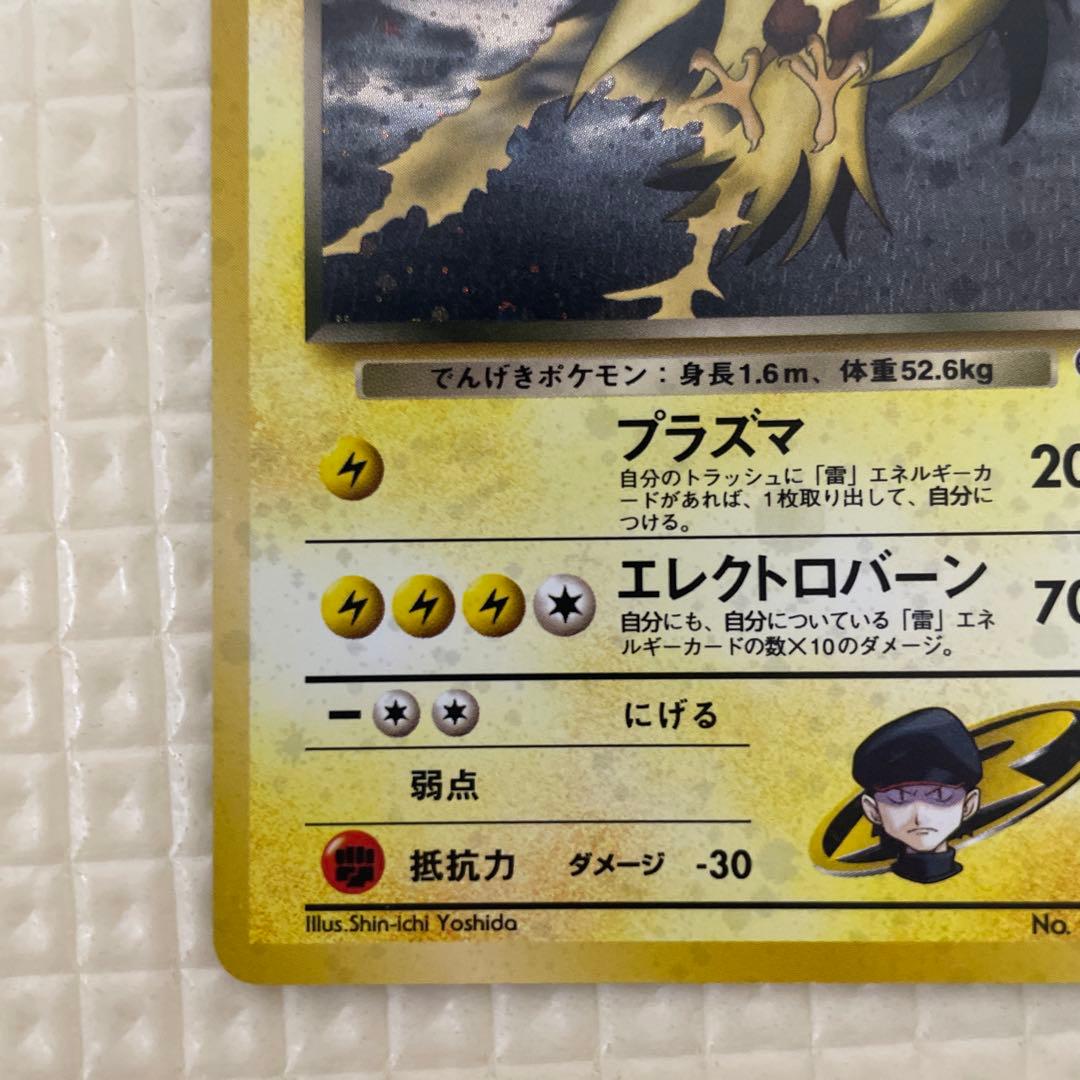 でんげきポケモン：身長1.6m、体重52.6kg
プラズマ 20
自分のトラッシュに「雷」エネルギーカ
ードがあれば、1枚取り出して、自分に
つける。
エレクトロバーン 70
自分にも、自分についている「雷」エネ
ルギーカードの数×10のダメージ。
にげる
弱点
抵抗力 ダメージ -30
Illus.Shin-ichi Yoshida No.